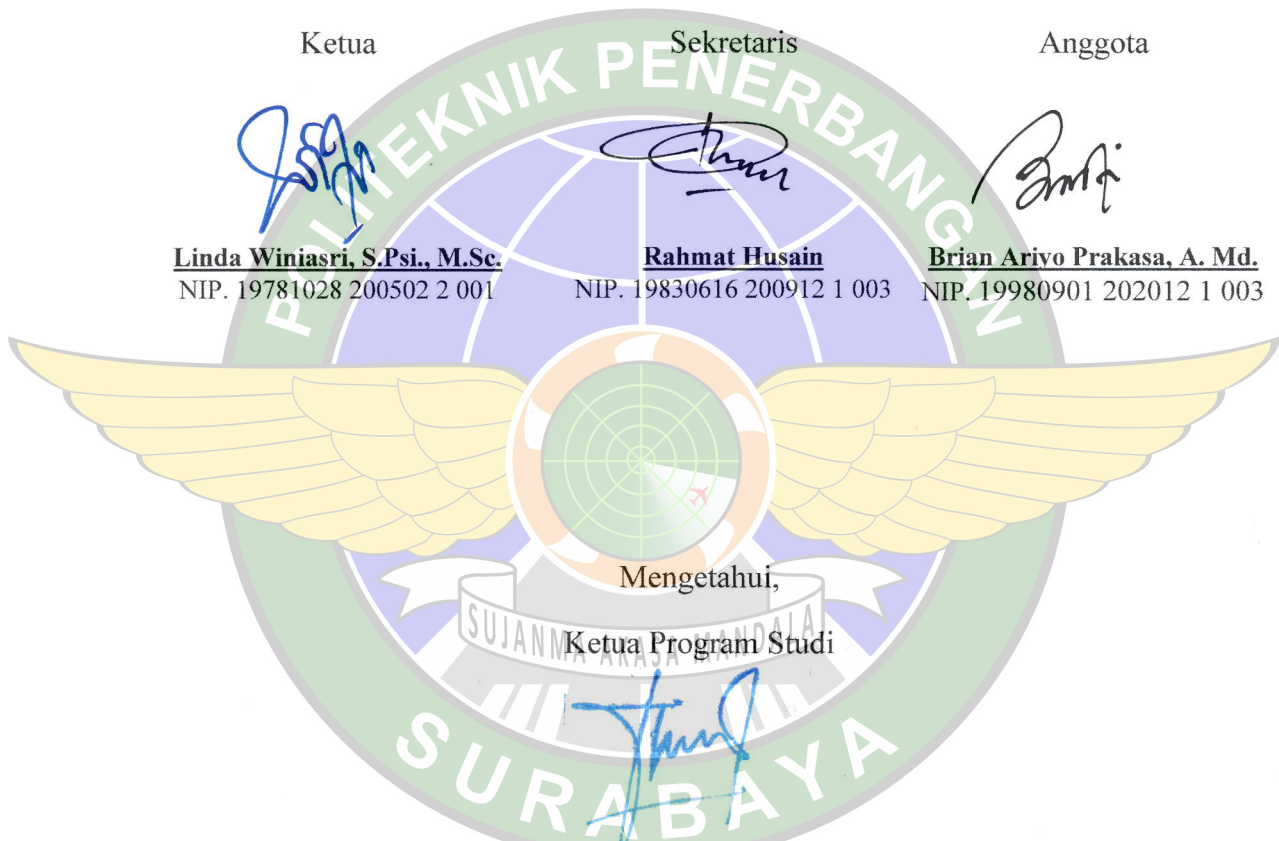 Ketua Sekretaris Anggota
Linda Winiasri, S.Psi., M.Sc. Rahmat Husain Brian Ariyo Prakasa, A. Md.
NIP. 19781028 200502 2 001 NIP. 19830616 200912 1 003 NIP. 19980901 202012 1 003
Mengetahui,
Ketua Program Studi
POLITEKNIK PENERBANGAN
SUJANMA AKASA MANDALA
SURABAYA